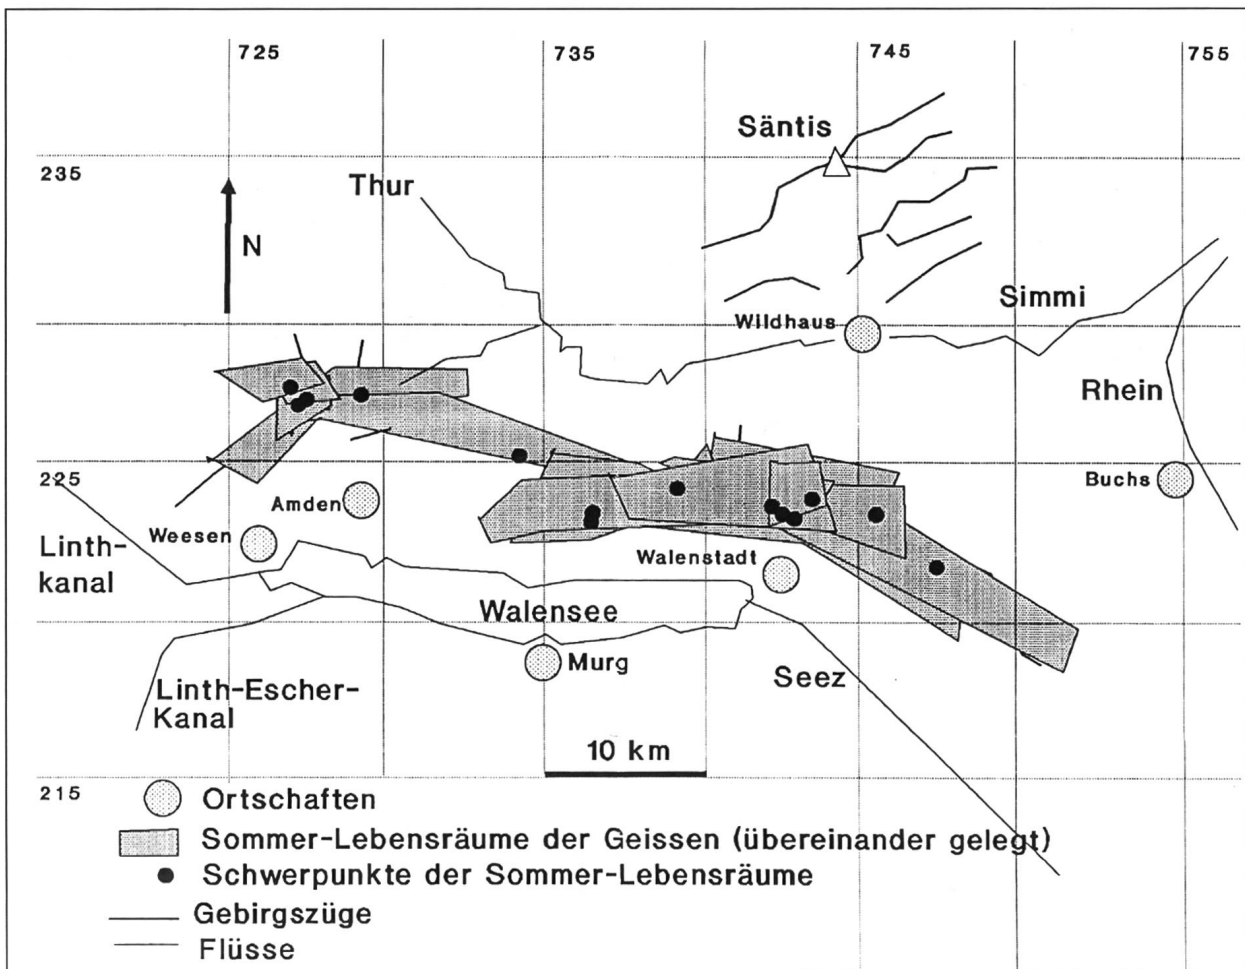 725
735
745
755
Säntis
235
Thur
N
Simmi
Wildhaus
Rhein
225
Buchs
Amden
Weesen
Linth-
kanal
Walenstadt
Walensee
Murg
Seez
Linth-Escher-
Kanal
10 km
215
Ortschaften
Sommer-Lebensräume der Geissen (übereinander gelegt)
Schwerpunkte der Sommer-Lebensräume
Gebirgszüge
Flüsse